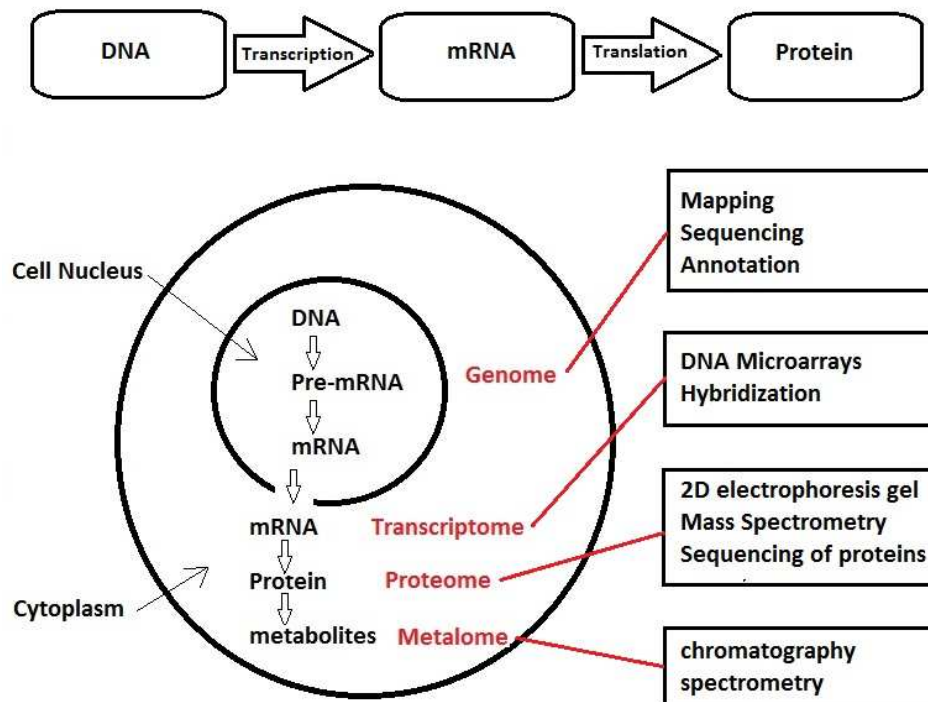 DNA
Transcription
mRNA
Translation
Protein
Mapping
Sequencing
Annotation
Cell Nucleus
DNA
Pre-mRNA
mRNA
Genome
DNA Microarrays
Hybridization
mRNA
Transcriptome
2D electrophoresis gel
Mass Spectrometry
Sequencing of proteins
Protein
Proteome
Cytoplasm
metabolites
Metalome
chromatography
spectrometry